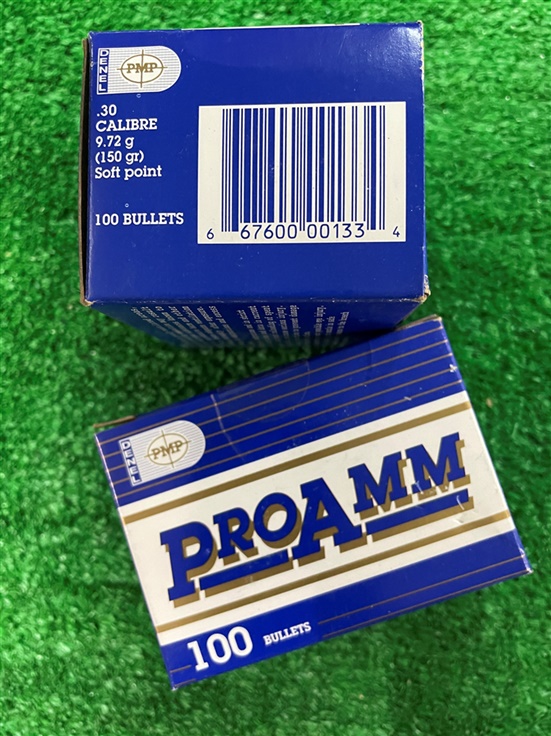 DENEL
PMP
.30
CALIBRE
9.72 g
(150 gr)
Soft point
100 BULLETS
6 67600 00133 4
DENEL
PMP
PROAMM
100 BULLETS